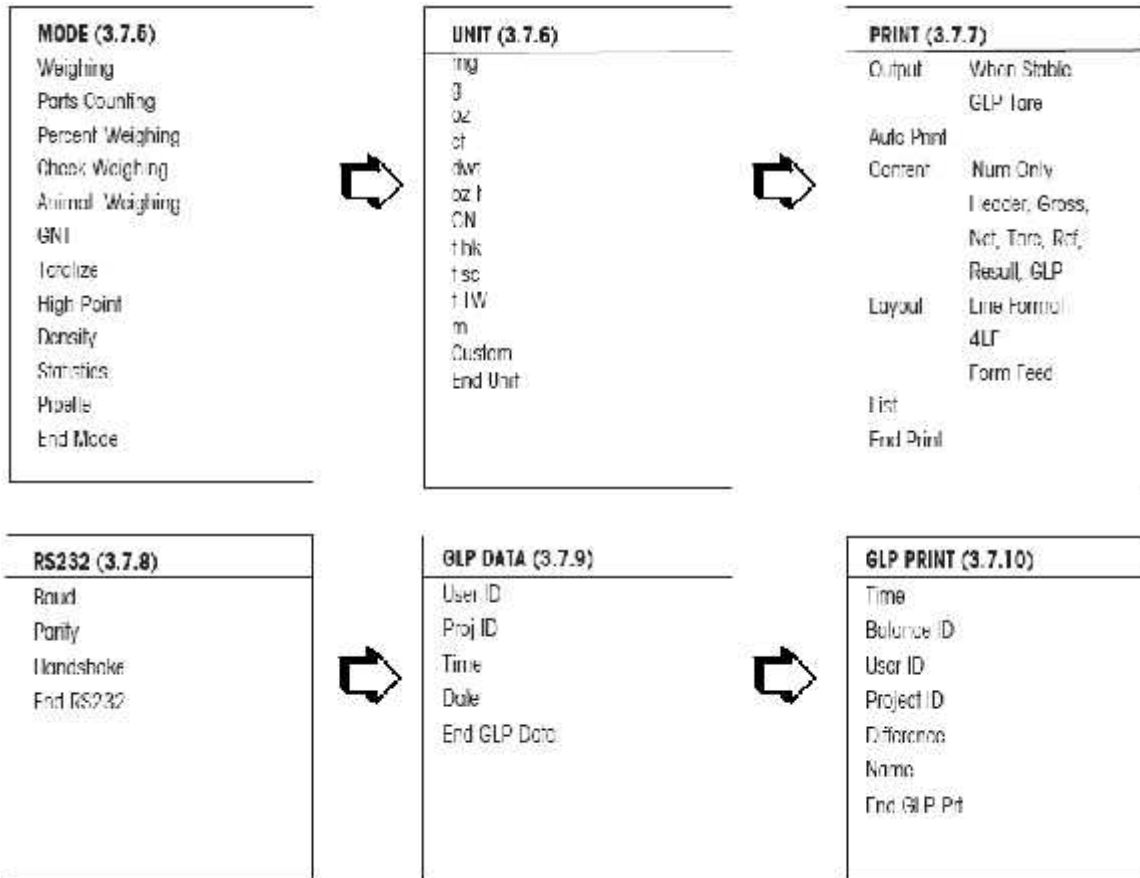 MODE (3.7.5)
Weighing
Parts Counting
Percent Weighing
Check Weighing
Animal Weighing
GNT
Totalize
High Point
Density
Statistics
Pipette
End Mode
UNIT (3.7.6)
mg
g
oz
ct
dwt
oz t
GN
t hk
t sg
t TW
m
Custom
End Unit
PRINT (3.7.7)
Output When Stable
GLP Tare
Auto Print
Content Num Only
Header, Gross,
Net, Tare, Ref,
Result, GLP
Layout Line Format
4LF
Form Feed
List
End Print
RS232 (3.7.8)
Baud
Parity
Handshake
End RS232
GLP DATA (3.7.9)
User ID
Proj ID
Time
Date
End GLP Data
GLP PRINT (3.7.10)
Time
Balance ID
User ID
Project ID
Difference
Name
End GLP Prt